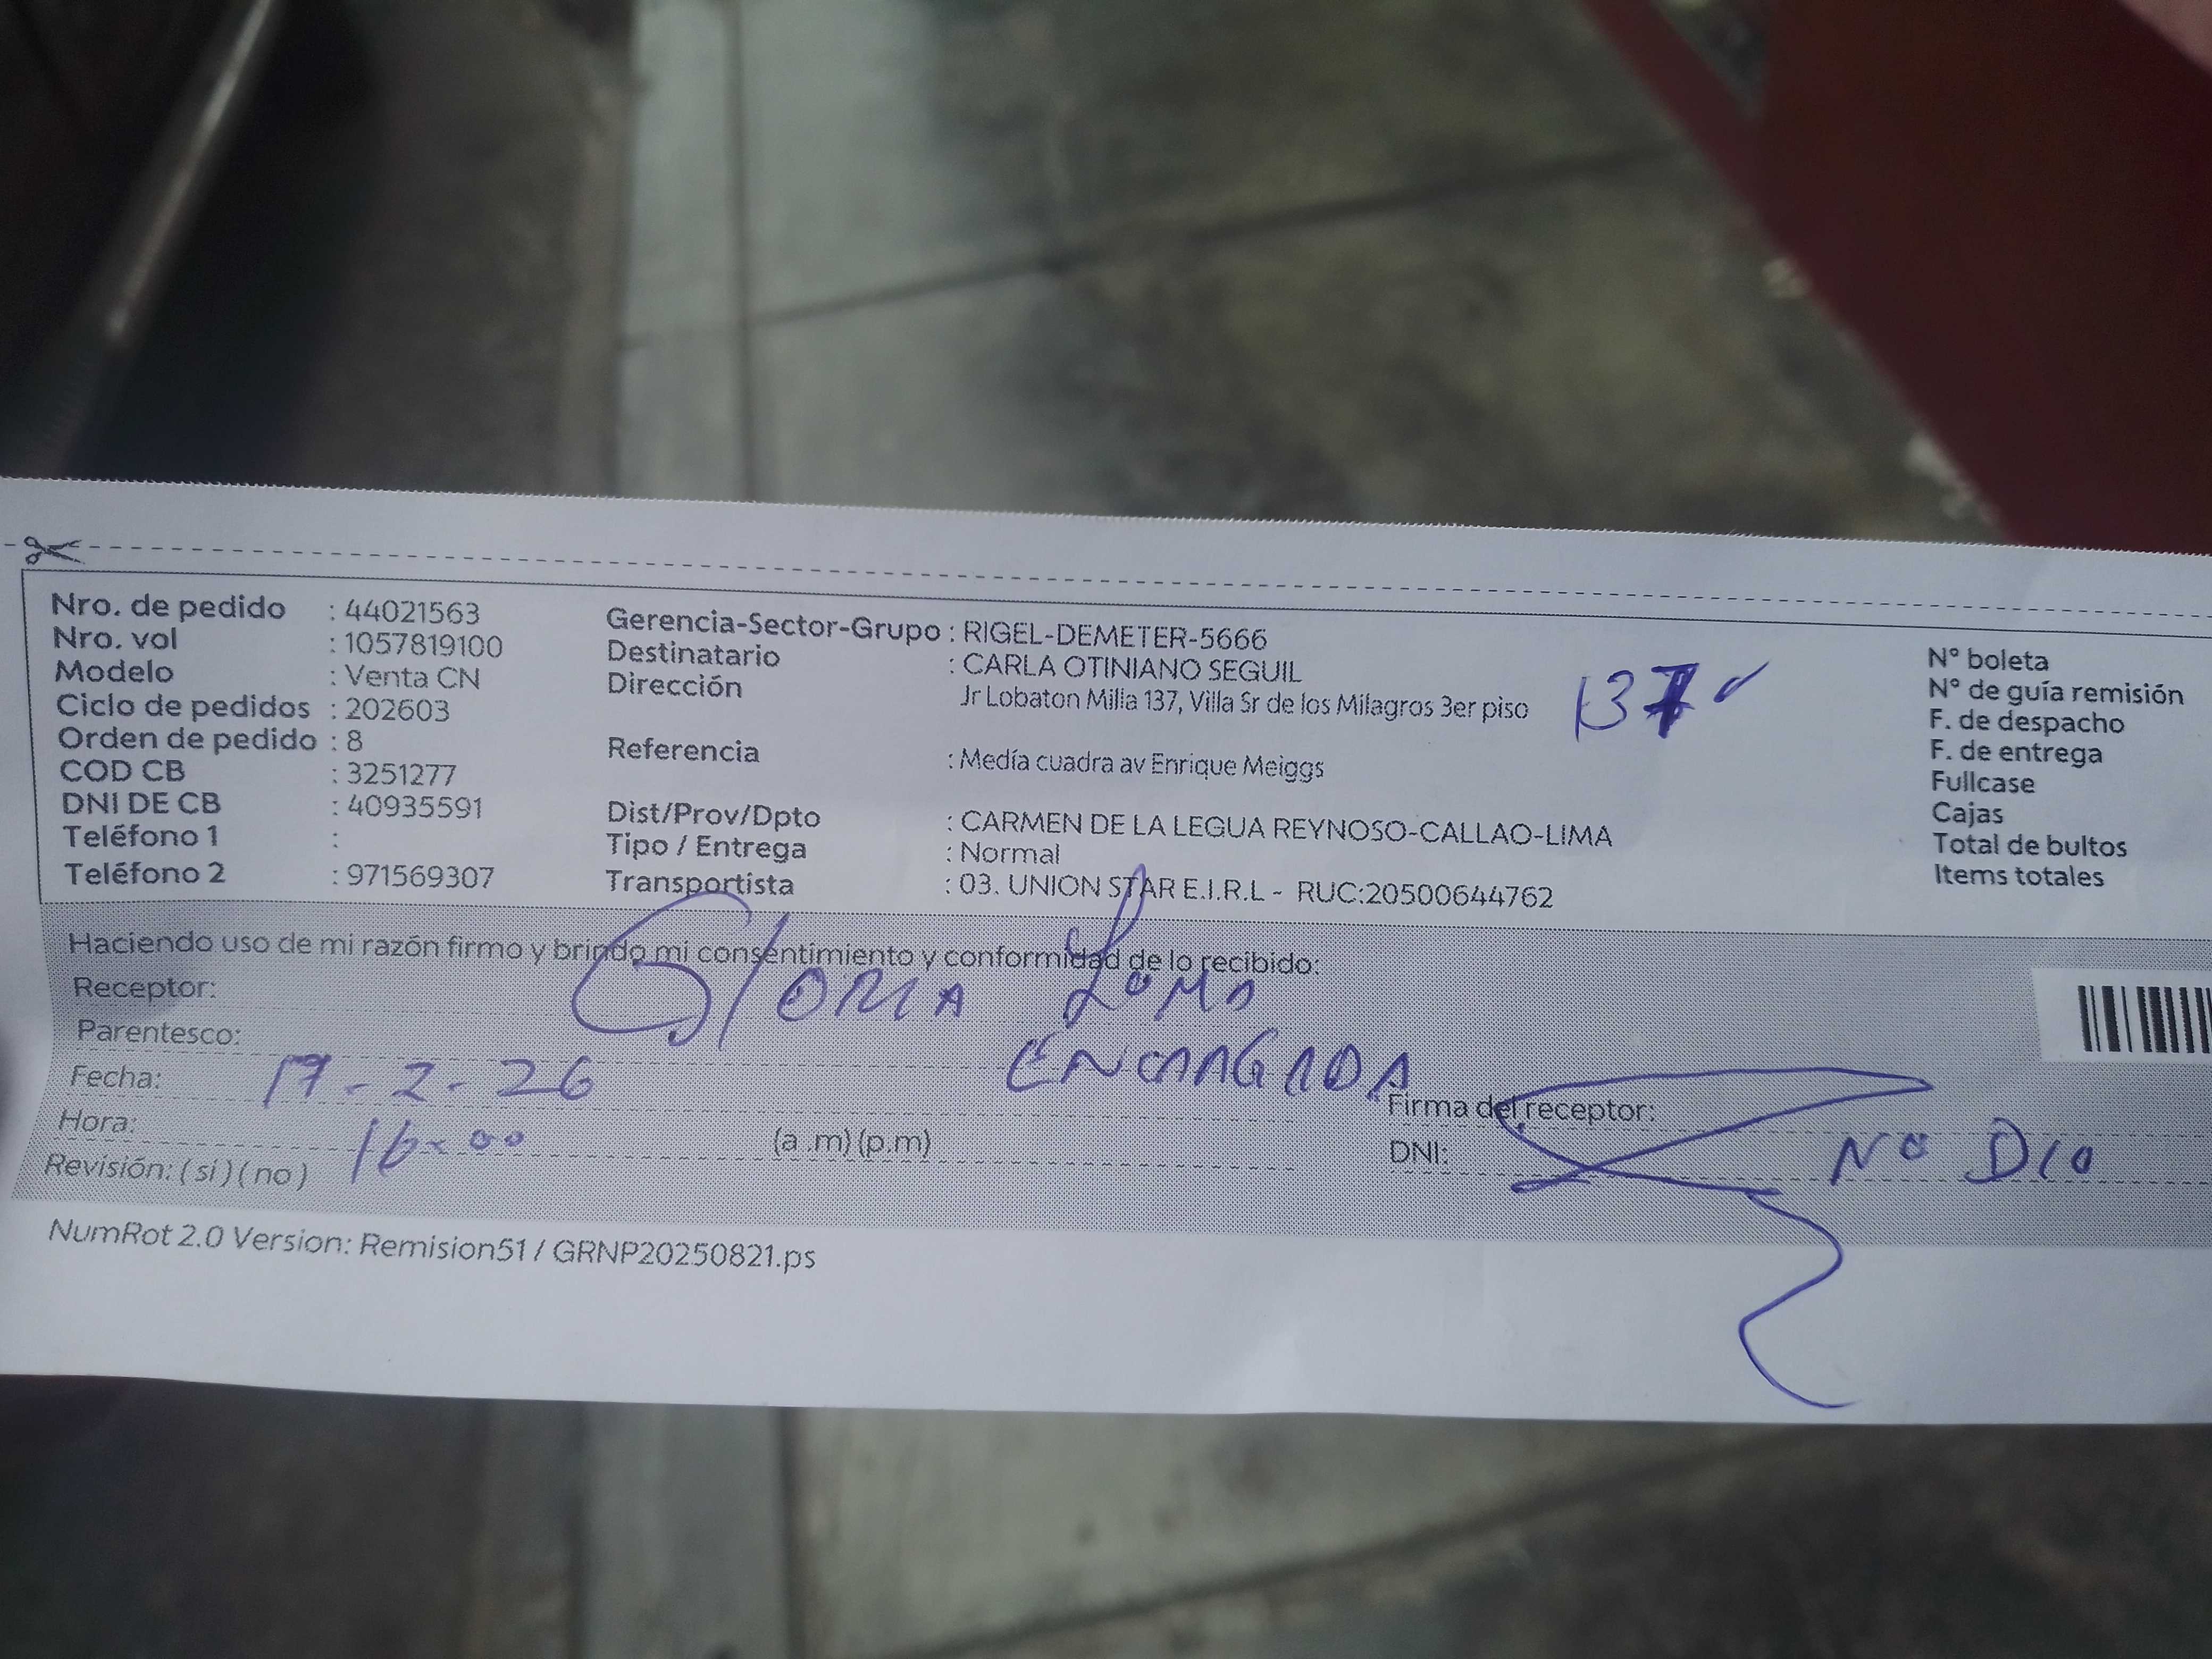 Nro. de pedido : 44021563
Nro. vol : 1057819100
Modelo : Venta CN
Ciclo de pedidos : 202603
Orden de pedido : 8
COD CB : 3251277
DNI DE CB : 40935591
Teléfono 1 :
Teléfono 2 : 971569307
Gerencia-Sector-Grupo : RIGEL-DEMETER-5666
Destinatario : CARLA OTINIANO SEGUIL
Dirección Jr Lobaton Milla 137, Villa Sr de los Milagros 3er piso
137
Referencia : Medía cuadra av Enrique Meiggs
Dist/Prov/Dpto : CARMEN DE LA LEGUA REYNOSO-CALLAO-LIMA
Tipo / Entrega : Normal
Transportista : 03. UNION STAR E.I.R.L - RUC:20500644762
N° boleta
N° de guía remisión
F. de despacho
F. de entrega
Fullcase
Cajas
Total de bultos
Items totales
Haciendo uso de mi razón firmo y brindo mi consentimiento y conformidad de lo recibido:
Receptor: GlORIA
Parentesco: ENCARGADA
Fecha: 17-2-26
Hora: 16:00 (a .m) (p.m)
Revisión: ( si ) ( no )
Firma del receptor:
DNI: NO DIO
NumRot 2.0 Version: Remision51 / GRNP20250821.ps